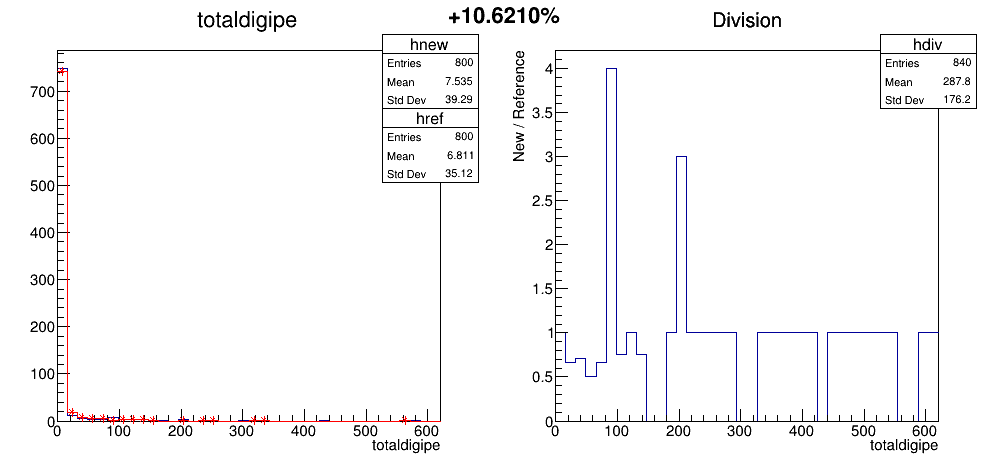 totaldigipe
+10.6210%
Division
hnew
Entries 800
Mean 7.535
Std Dev 39.29
href
Entries 800
Mean 6.811
Std Dev 35.12
700
600
500
400
300
200
100
0
0 100 200 300 400 500 600
totaldigipe
hdiv
Entries 840
Mean 287.8
Std Dev 176.2
New / Reference
4
3.5
3
2.5
2
1.5
1
0.5
0
0 100 200 300 400 500 600
totaldigipe